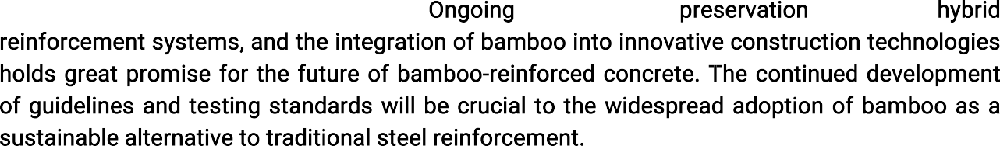 Ongoing preservation hybrid
reinforcement systems, and the integration of bamboo into innovative construction technologies
holds great promise for the future of bamboo-reinforced concrete. The continued development
of guidelines and testing standards will be crucial to the widespread adoption of bamboo as a
sustainable alternative to traditional steel reinforcement.